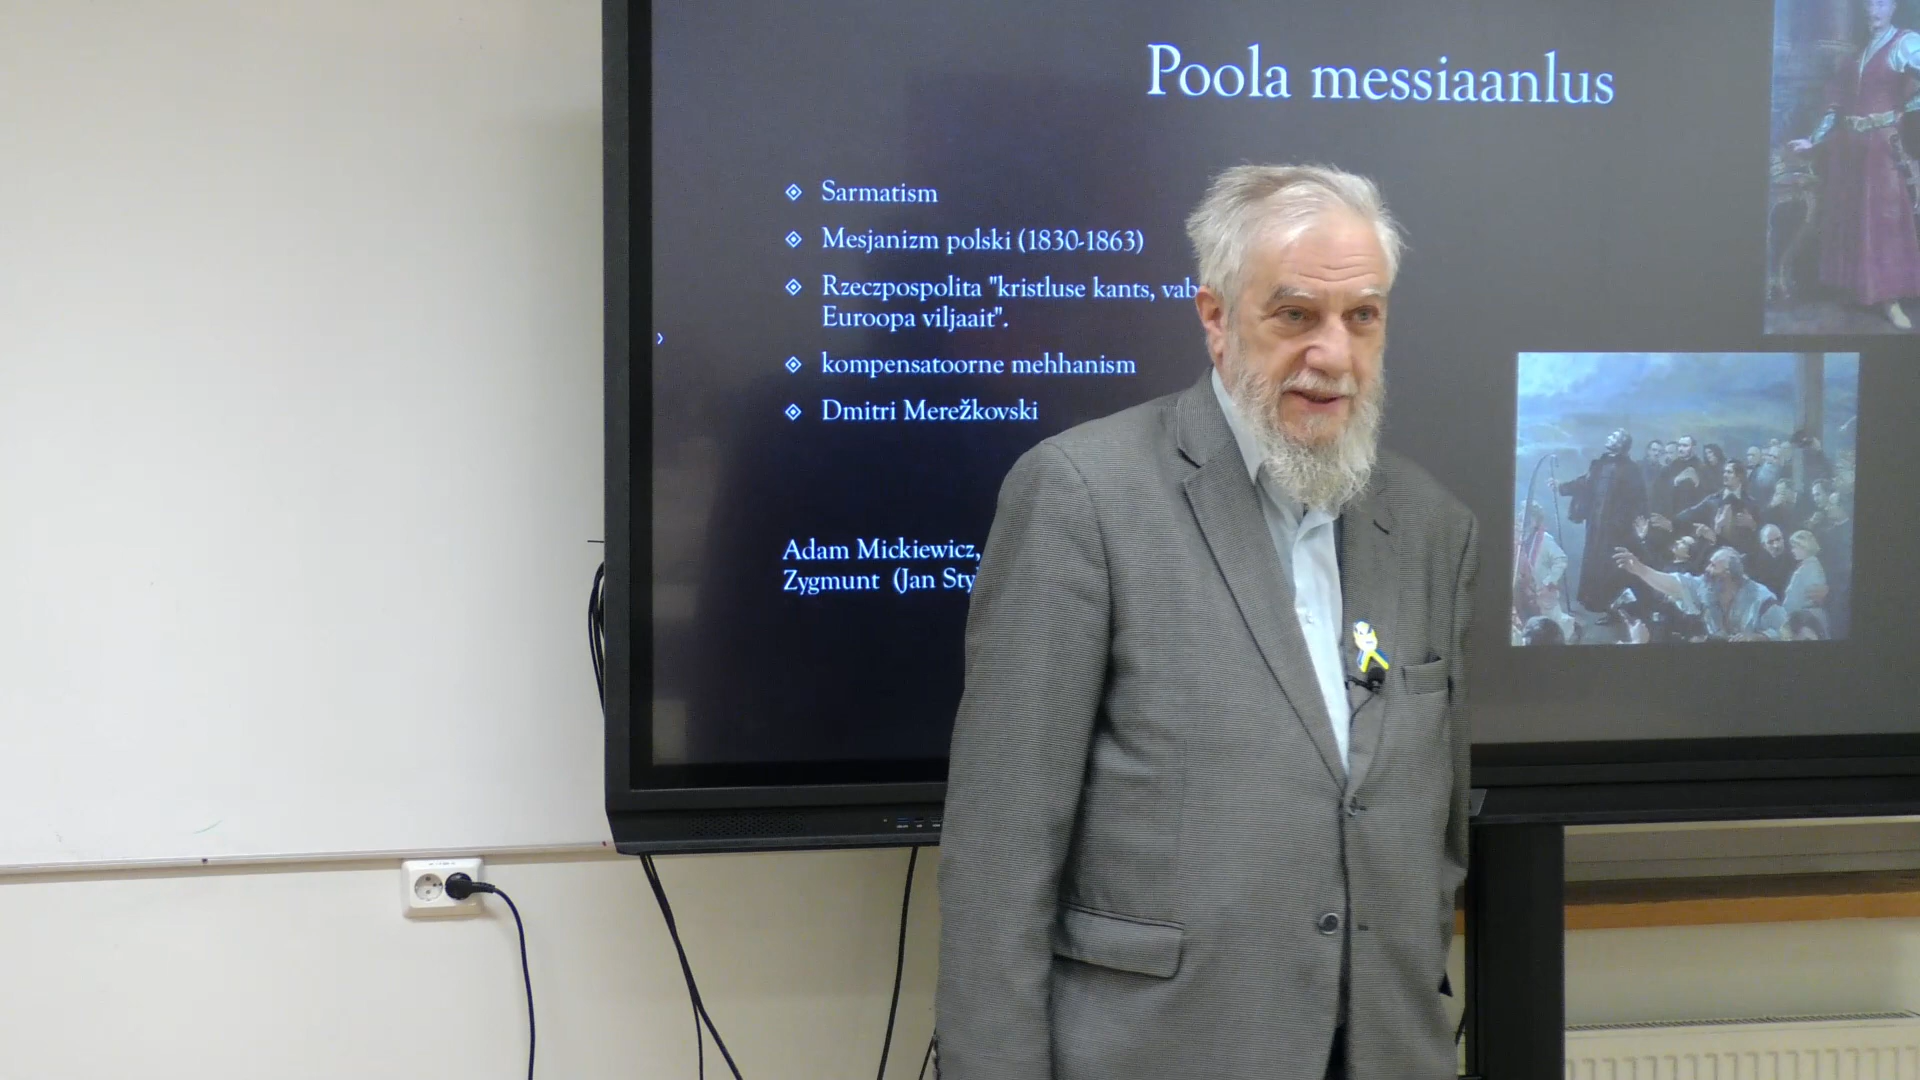 Poola messiaanlus
Sarmatism
Mesjanizm polski (1830-1863)
Rzeczpospolita "kristluse kants, vab
Euroopa viljaait".
kompensatoorne mehhanism
Dmitri Merežkovski
Adam Mickiewicz,
Zygmunt (Jan Sty